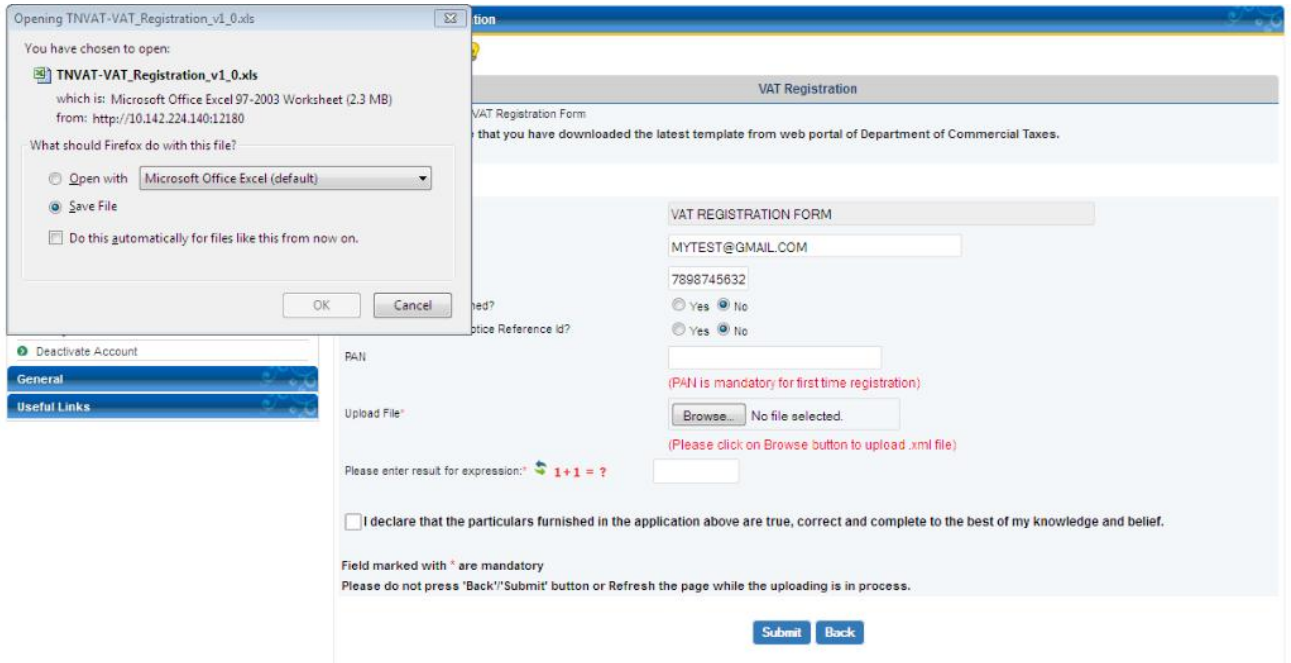 Opening TNVAT-VAT_Registration_v1_0.xls
You have chosen to open:
TNVAT-VAT_Registration_v1_0.xls
which is: Microsoft Office Excel 97-2003 Worksheet (2.3 MB)
from: http://10.142.224.140:12180
What should Firefox do with this file?
Open with Microsoft Office Excel (default)
Save File
Do this automatically for files like this from now on.
OK Cancel
Deactivate Account
General
Useful Links
tion
VAT Registration
VAT Registration Form
that you have downloaded the latest template from web portal of Department of Commercial Taxes.
VAT REGISTRATION FORM
MYTEST@GMAIL.COM
7898745632
ned? Yes No
otice Reference Id? Yes No
PAN
(PAN is mandatory for first time registration)
Upload File* Browse... No file selected.
(Please click on Browse button to upload .xml file)
Please enter result for expression:* 1+1 = ?
I declare that the particulars furnished in the application above are true, correct and complete to the best of my knowledge and belief.
Field marked with * are mandatory
Please do not press 'Back'/'Submit' button or Refresh the page while the uploading is in process.
Submit Back